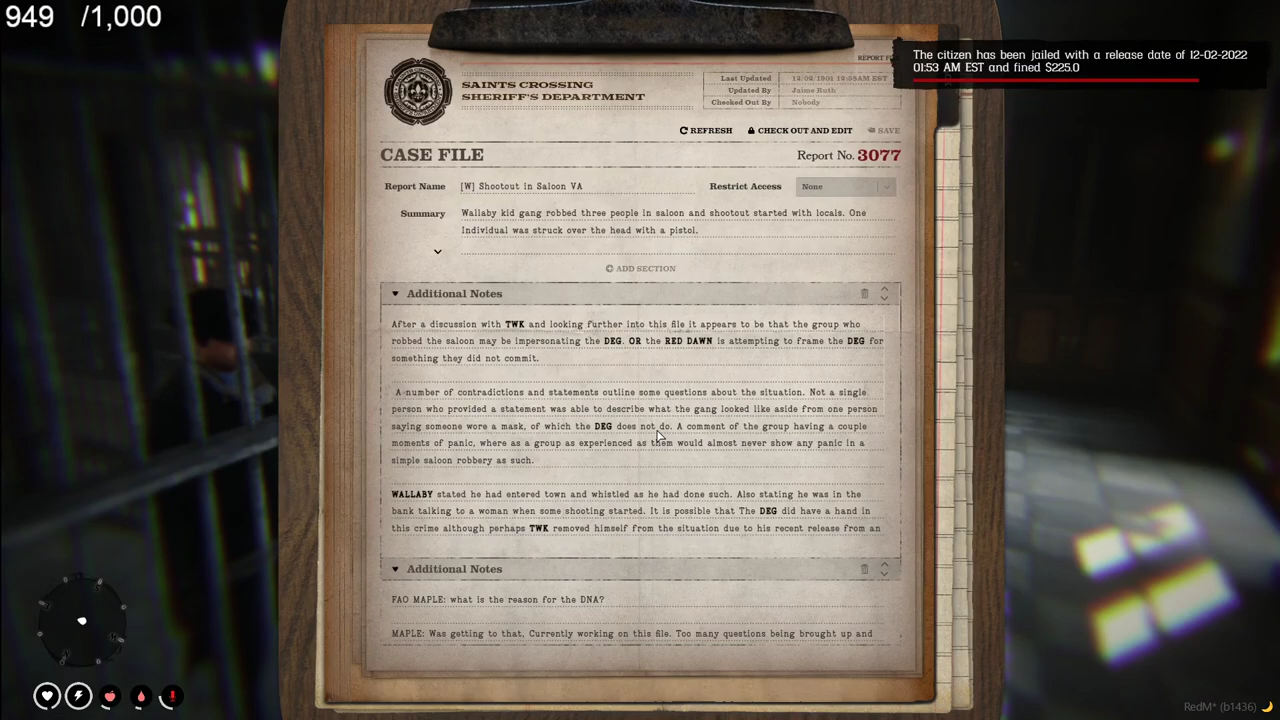 949 /1,000
The citizen has been jailed with a release date of 12-02-2022
01:53 AM EST and fined $225.0
REPORT
SAINTS CROSSING
SHERIFF'S DEPARTMENT
Last Updated
Updated By Jaime Ruth
Checked Out By Nobody
REFRESH CHECK OUT AND EDIT SAVE
CASE FILE Report No. 3077
Report Name [W] Shootout in Saloon VA Restrict Access None
Summary Wallaby kid gang robbed three people in saloon and shootout started with locals. One
Individual was struck over the head with a pistol.
ADD SECTION
Additional Notes
After a discussion with TWK and looking further into this file it appears to be that the group who
robbed the saloon may be impersonating the DEG. OR the RED DAWN is attempting to frame the DEG for
something they did not commit.
A number of contradictions and statements outline some questions about the situation. Not a single
person who provided a statement was able to describe what the gang looked like aside from one person
saying someone wore a mask, of which the DEG does not do. A comment of the group having a couple
moments of panic, where as a group as experienced as them would almost never show any panic in a
simple saloon robbery as such.
WALLABY stated he had entered town and whistled as he had done such. Also stating he was in the
bank talking to a woman when some shooting started. It is possible that The DEG did have a hand in
this crime although perhaps TWK removed himself from the situation due to his recent release from an
Additional Notes
FAO MAPLE: what is the reason for the DNA?
MAPLE: Was getting to that, Currently working on this file. Too many questions being brought up and
RedM* (b1436)